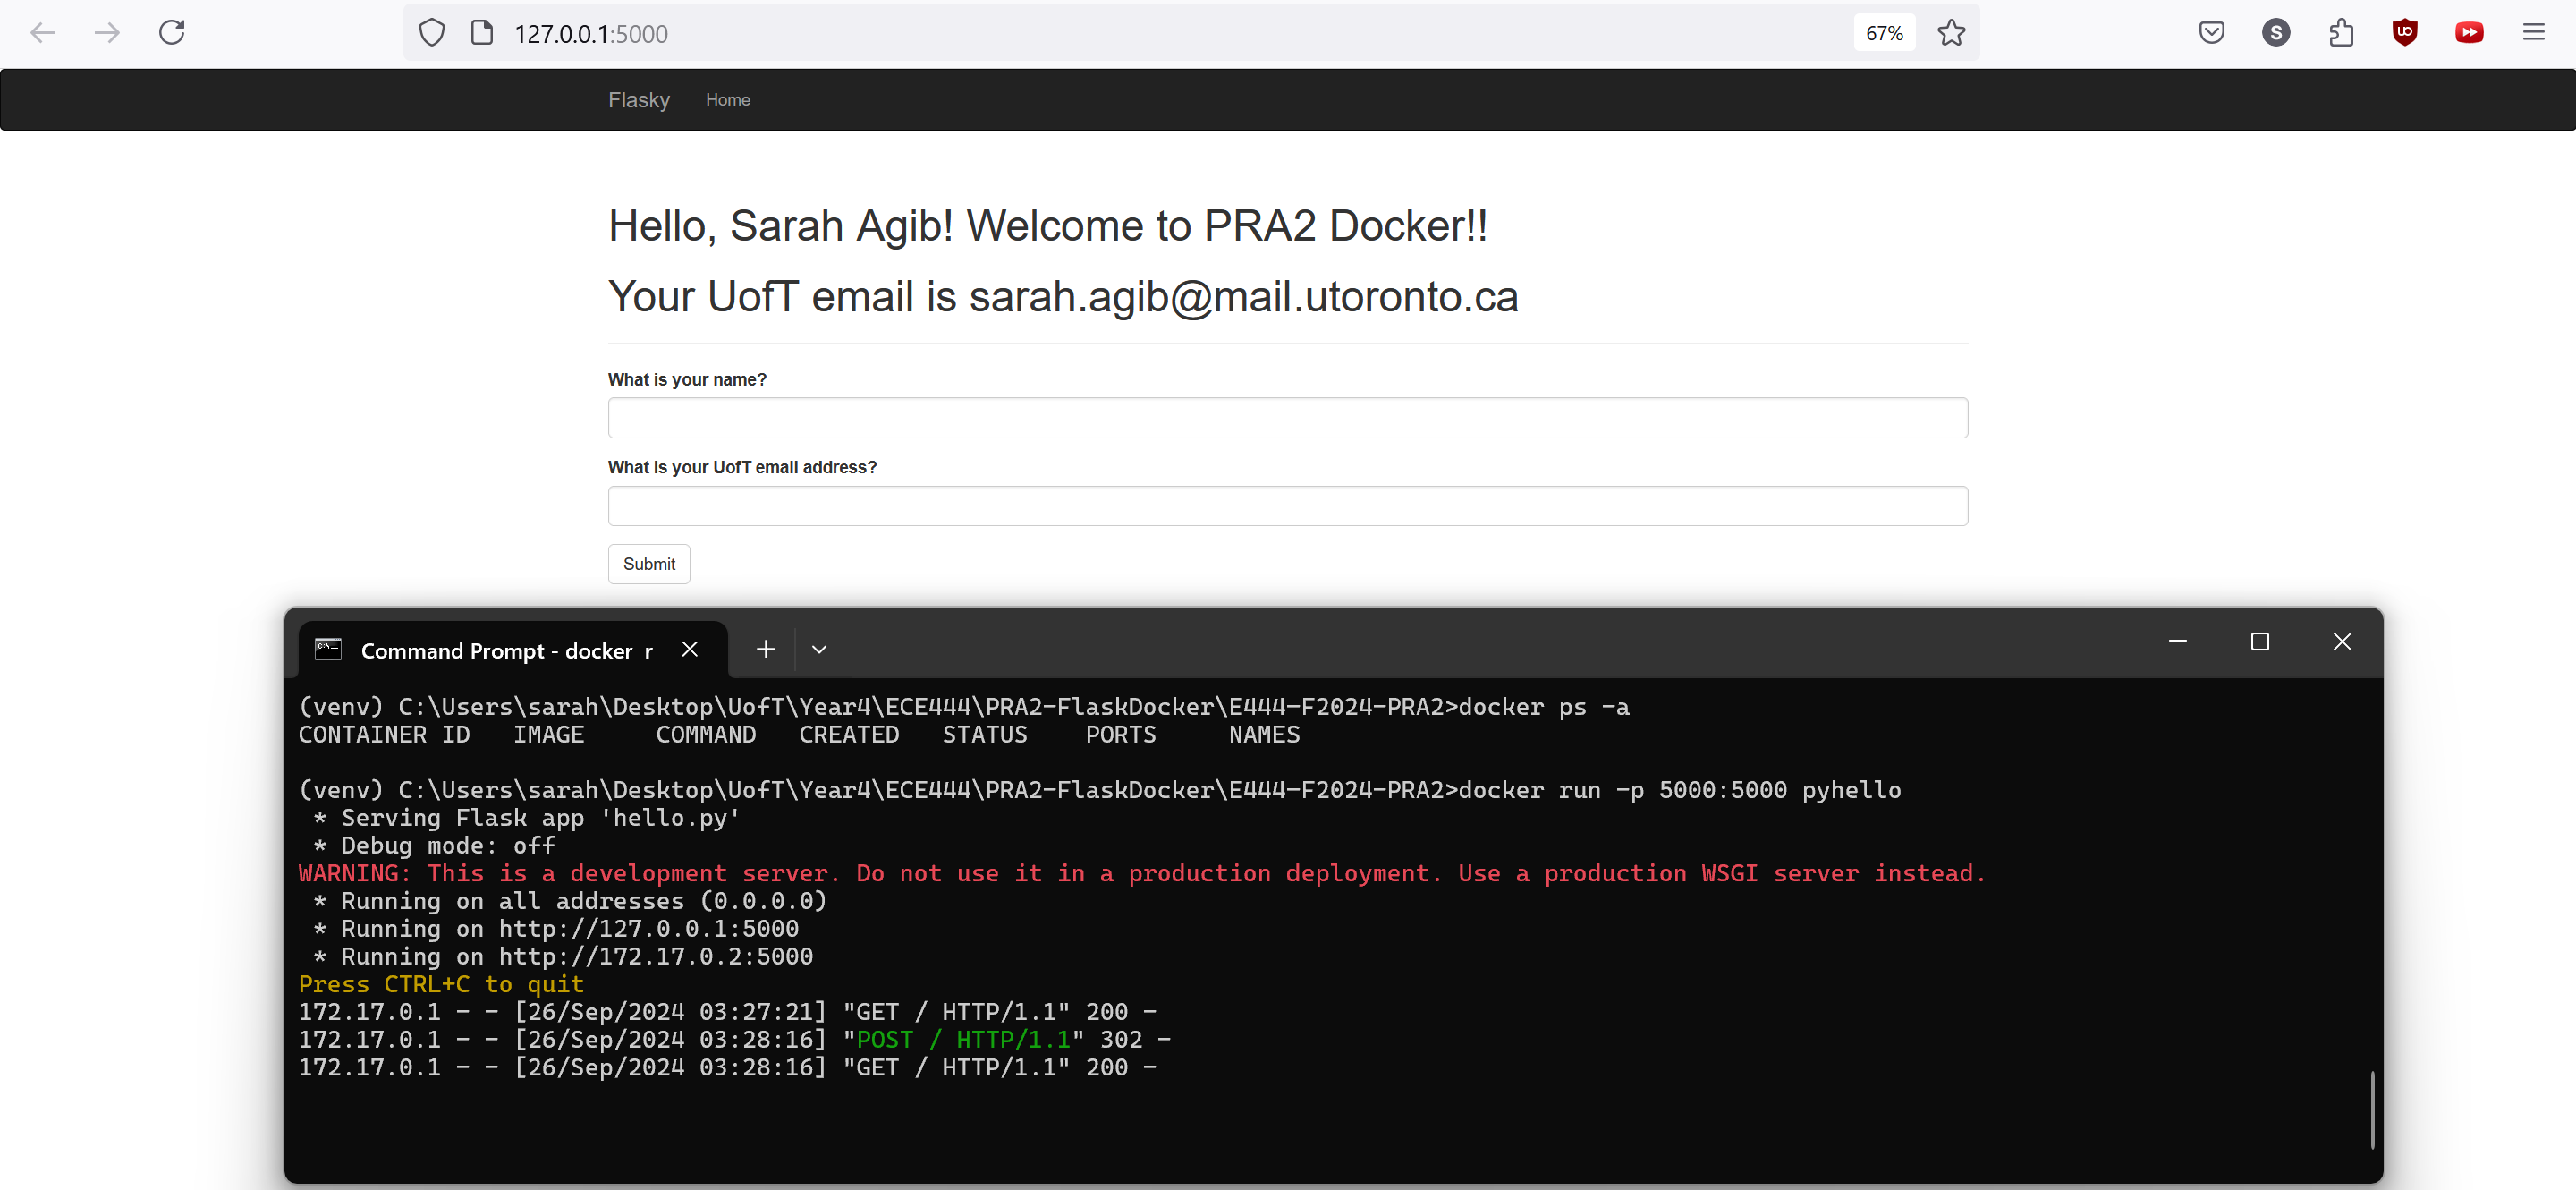 127.0.0.1:5000
67%
S
Flasky Home
Hello, Sarah Agib! Welcome to PRA2 Docker!!
Your UofT email is sarah.agib@mail.utoronto.ca
What is your name?
What is your UofT email address?
Submit
Command Prompt - docker  r
(venv) C:\Users\sarah\Desktop\UofT\Year4\ECE444\PRA2-FlaskDocker\E444-F2024-PRA2>docker ps -a
CONTAINER ID   IMAGE     COMMAND   CREATED   STATUS    PORTS     NAMES
(venv) C:\Users\sarah\Desktop\UofT\Year4\ECE444\PRA2-FlaskDocker\E444-F2024-PRA2>docker run -p 5000:5000 pyhello
 * Serving Flask app 'hello.py'
 * Debug mode: off
WARNING: This is a development server. Do not use it in a production deployment. Use a production WSGI server instead.
 * Running on all addresses (0.0.0.0)
 * Running on http://127.0.0.1:5000
 * Running on http://172.17.0.2:5000
Press CTRL+C to quit
172.17.0.1 - - [26/Sep/2024 03:27:21] "GET / HTTP/1.1" 200 -
172.17.0.1 - - [26/Sep/2024 03:28:16] "POST / HTTP/1.1" 302 -
172.17.0.1 - - [26/Sep/2024 03:28:16] "GET / HTTP/1.1" 200 -